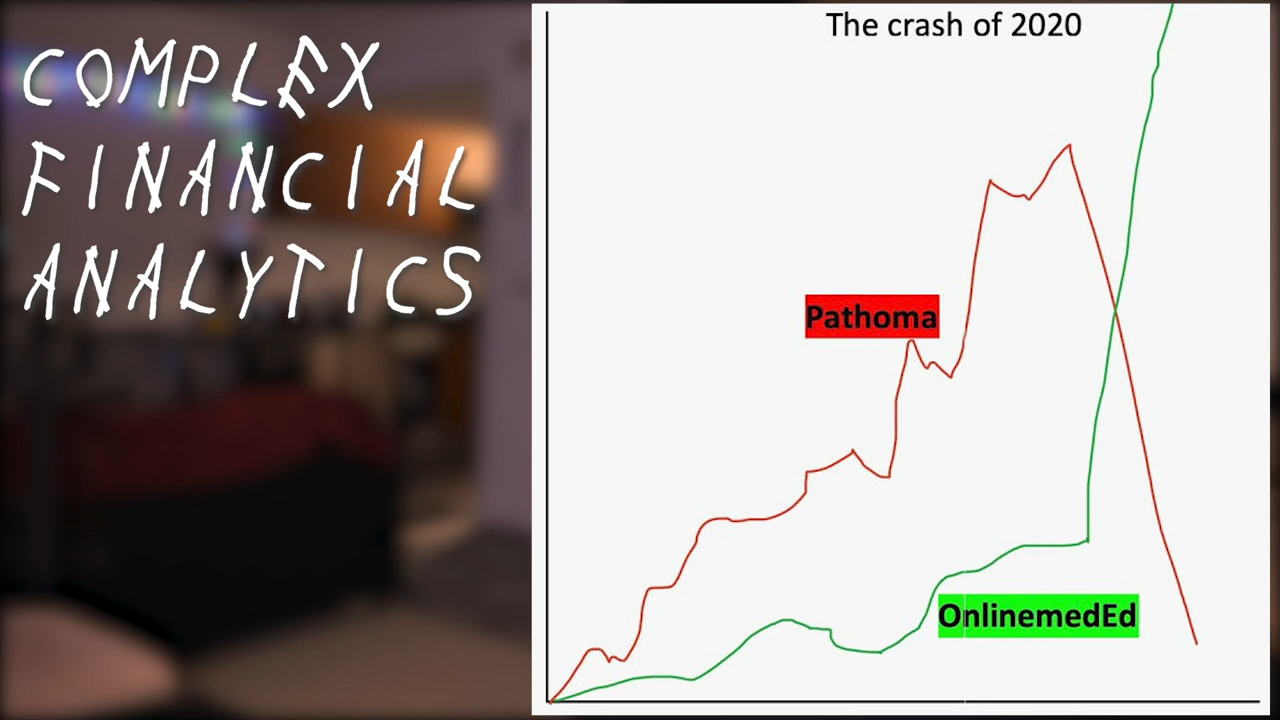 COMPLEX
FINANCIAL
ANALYTICS
The crash of 2020
Pathoma
OnlinemedEd